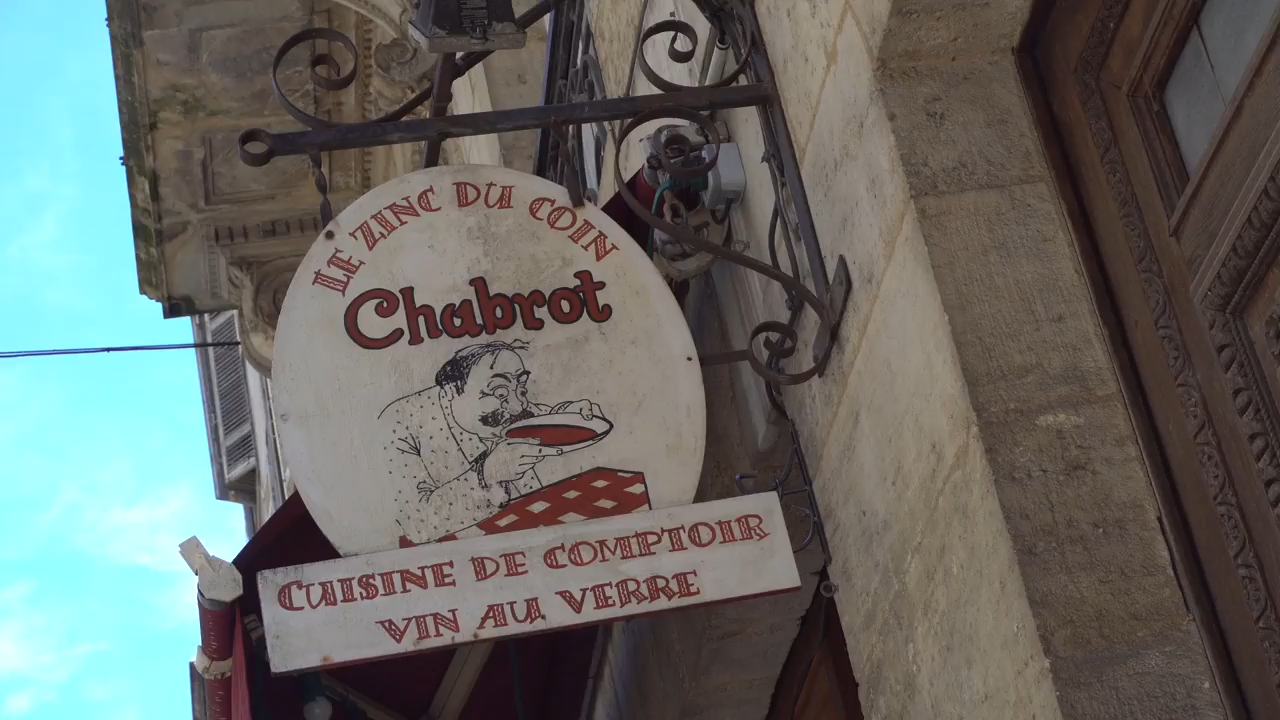 LE ZINC DU COIN
Chabrot
CUISINE DE COMPTOIR
VIN AU VERRE